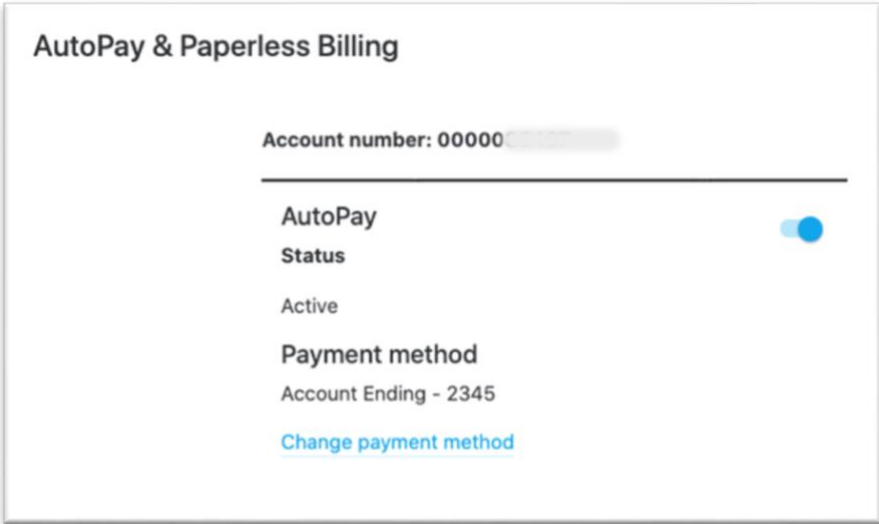 AutoPay & Paperless Billing
Account number: 00000
AutoPay
Status
Active
Payment method
Account Ending - 2345
Change payment method